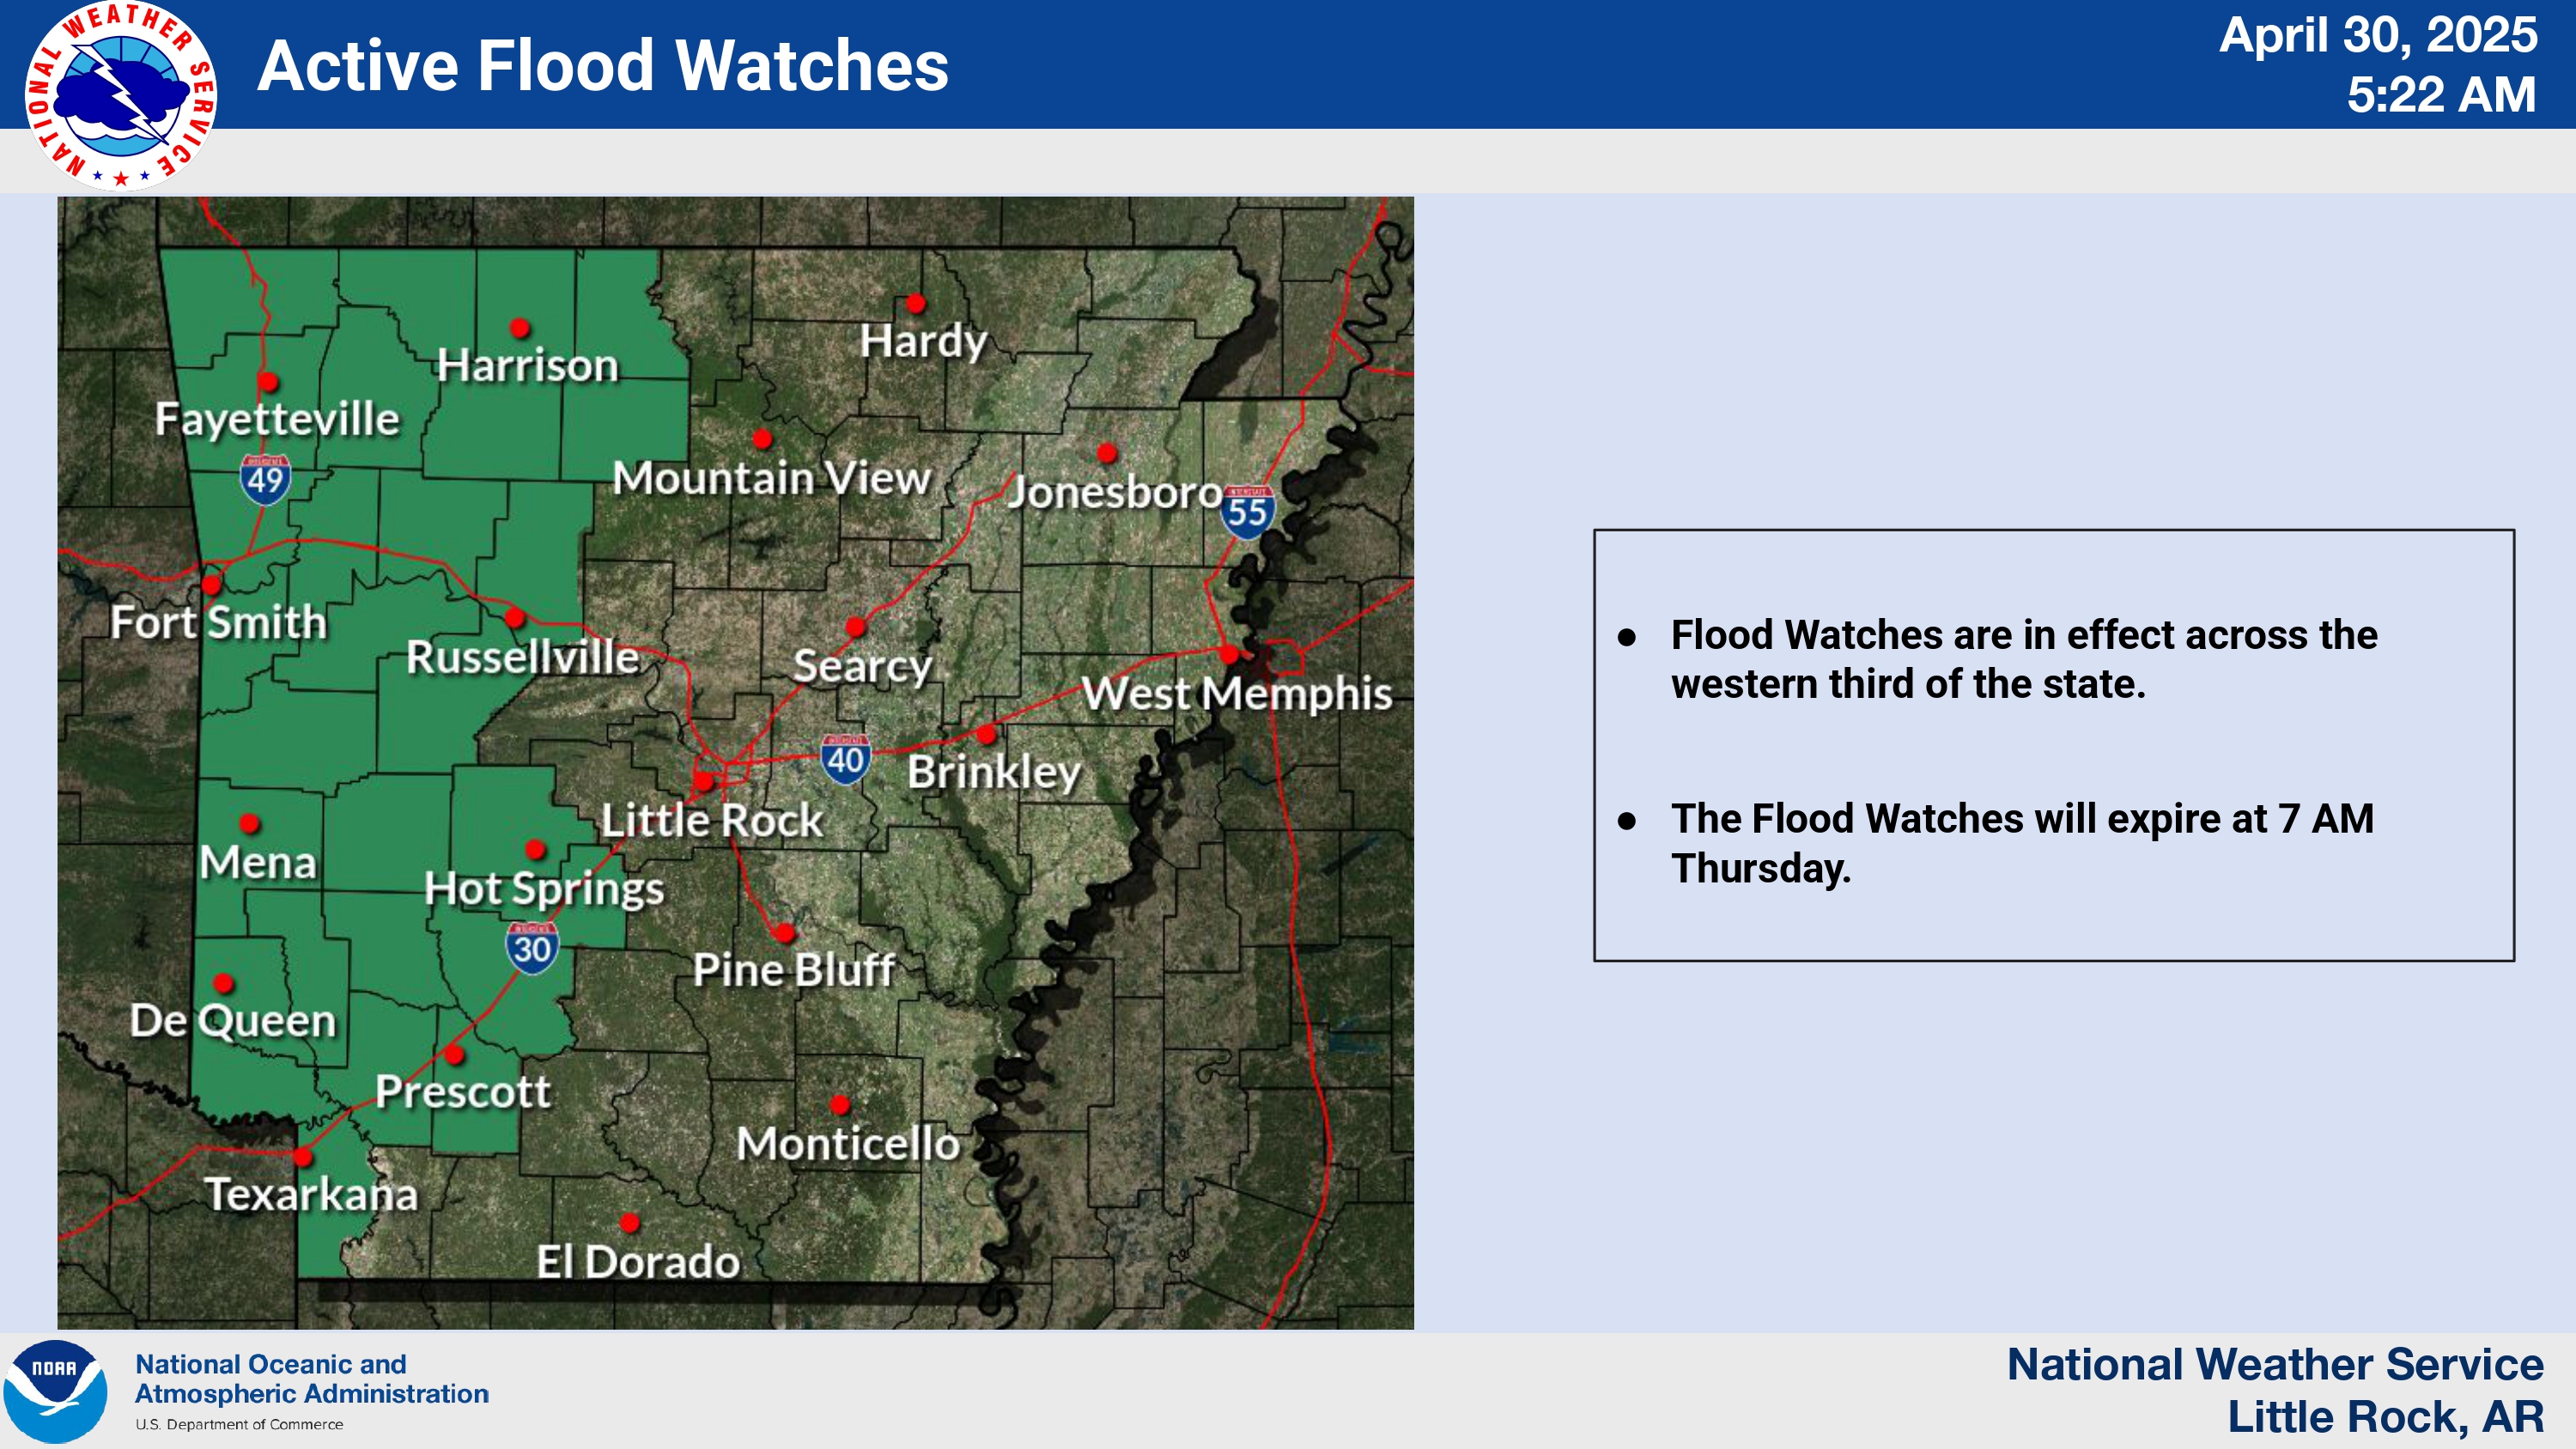 NATIONAL WEATHER SERVICE
Active Flood Watches
April 30, 2025
5:22 AM
Hardy
Harrison
Fayetteville
49
Mountain View
Jonesboro
INTERSTATE
55
Fort Smith
Russellville
Searcy
West Memphis
INTERSTATE
40
Brinkley
Little Rock
Mena
Hot Springs
INTERSTATE
30
Pine Bluff
De Queen
Prescott
Monticello
Texarkana
El Dorado
● Flood Watches are in effect across the
western third of the state.
● The Flood Watches will expire at 7 AM
Thursday.
NOAA
National Oceanic and
Atmospheric Administration
U.S. Department of Commerce
National Weather Service
Little Rock, AR